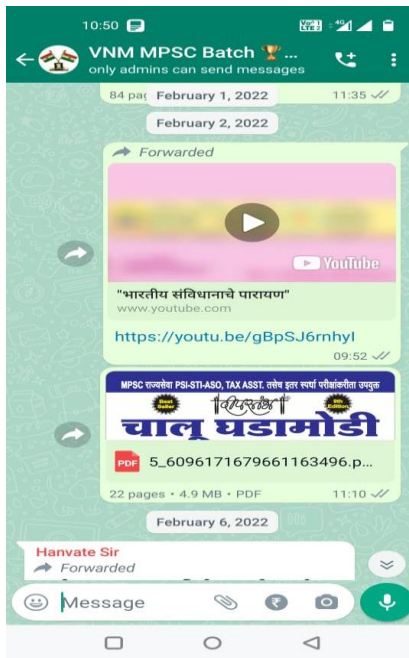 10:50
VNM MPSC Batch 🏆...
only admins can send messages
84 pag
February 1, 2022
11:35
February 2, 2022
Forwarded
YouTube
"भारतीय संविधानाचे पारायण"
www.youtube.com
https://youtu.be/gBpSJ6rnhyI
09:52
MPSC राज्यसेवा PSI-STI-ASO, TAX ASST. तसेच इतर स्पर्धा परीक्षांकरीता उपयुक्त
Best Seller
दीपस्तंभ
9th Edition
चालू घडामोडी
PDF
5_6096171679661163496.p...
22 pages • 4.9 MB • PDF
11:10
February 6, 2022
Hanvate Sir
Forwarded
Message